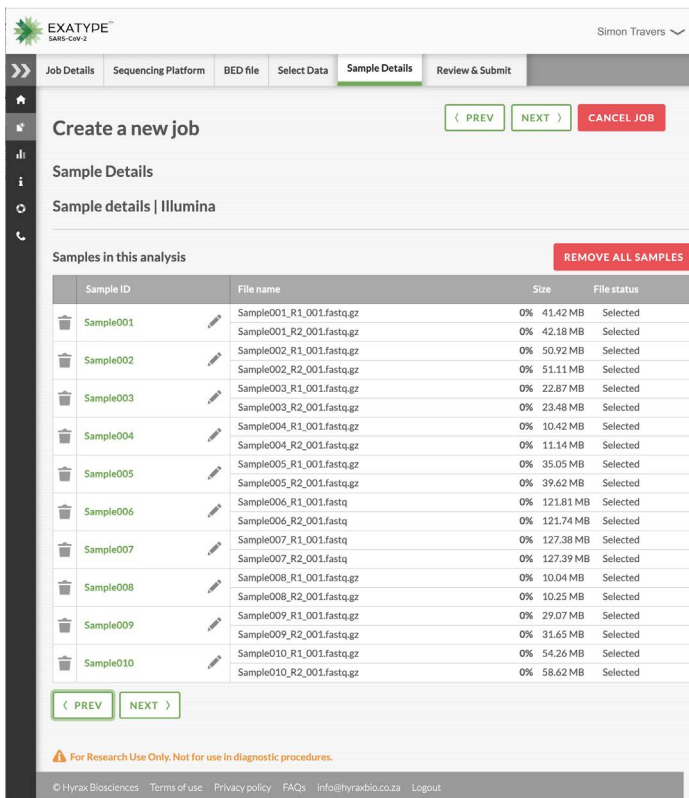 EXATYPE™
SARS-CoV-2
Simon Travers
Job Details Sequencing Platform BED file Select Data Sample Details Review & Submit
Create a new job
PREV NEXT CANCEL JOB
Sample Details
Sample details | Illumina
Samples in this analysis
REMOVE ALL SAMPLES
Sample ID File name Size File status
Sample001 Sample001_R1_001.fastq.gz 0% 41.42 MB Selected
Sample001_R2_001.fastq.gz 0% 42.18 MB Selected
Sample002 Sample002_R1_001.fastq.gz 0% 50.92 MB Selected
Sample002_R2_001.fastq.gz 0% 51.11 MB Selected
Sample003 Sample003_R1_001.fastq.gz 0% 22.87 MB Selected
Sample003_R2_001.fastq.gz 0% 23.48 MB Selected
Sample004 Sample004_R1_001.fastq.gz 0% 10.42 MB Selected
Sample004_R2_001.fastq.gz 0% 11.14 MB Selected
Sample005 Sample005_R1_001.fastq.gz 0% 35.05 MB Selected
Sample005_R2_001.fastq.gz 0% 39.62 MB Selected
Sample006 Sample006_R1_001.fastq 0% 121.81 MB Selected
Sample006_R2_001.fastq 0% 121.74 MB Selected
Sample007 Sample007_R1_001.fastq 0% 127.38 MB Selected
Sample007_R2_001.fastq 0% 127.39 MB Selected
Sample008 Sample008_R1_001.fastq.gz 0% 10.04 MB Selected
Sample008_R2_001.fastq.gz 0% 10.25 MB Selected
Sample009 Sample009_R1_001.fastq.gz 0% 29.07 MB Selected
Sample009_R2_001.fastq.gz 0% 31.65 MB Selected
Sample010 Sample010_R1_001.fastq.gz 0% 54.26 MB Selected
Sample010_R2_001.fastq.gz 0% 58.62 MB Selected
PREV NEXT
For Research Use Only. Not for use in diagnostic procedures.
© Hyrax Biosciences Terms of use Privacy policy FAQs info@hyraxbio.co.za Logout